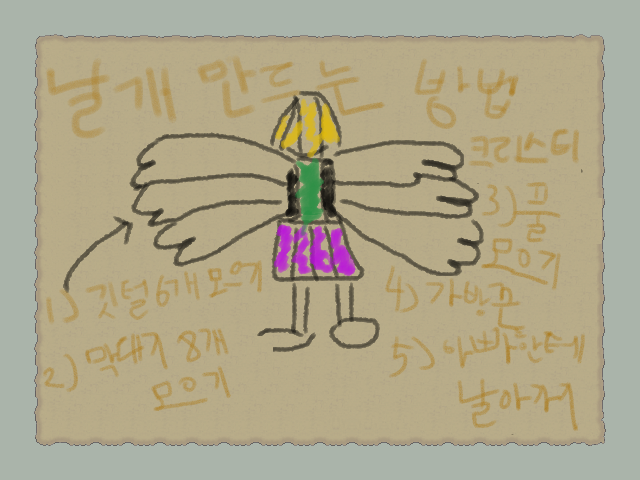 날개 만드는 방법
크리스티
1) 깃털 6개 모으기
2) 막대기 8개
모으기
3) 풀
모으기
4) 가방끈
5) 아빠한테
날아가기